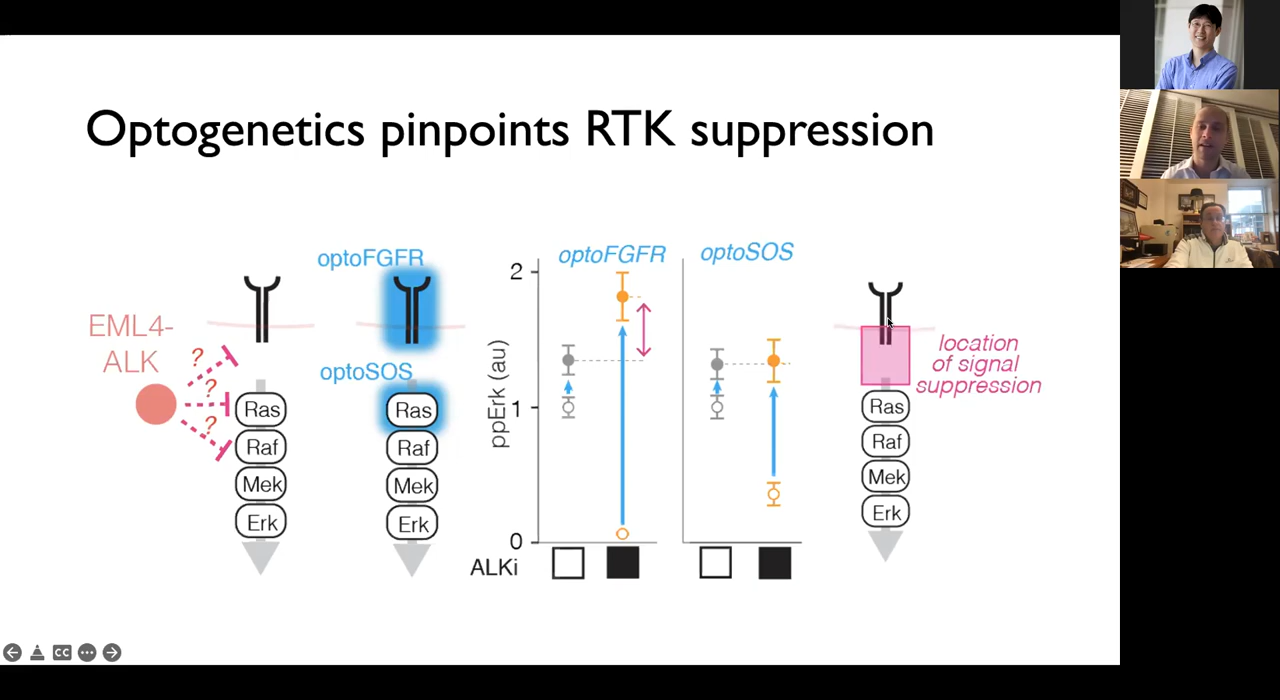 Optogenetics pinpoints RTK suppression
EML4-
ALK
?
?
?
Ras
Raf
Mek
Erk
optoFGFR
optoSOS
Ras
Raf
Mek
Erk
ppErk (au)
2
1
0
optoFGFR
optoSOS
ALKi
Ras
Raf
Mek
Erk
location
of signal
suppression
CC